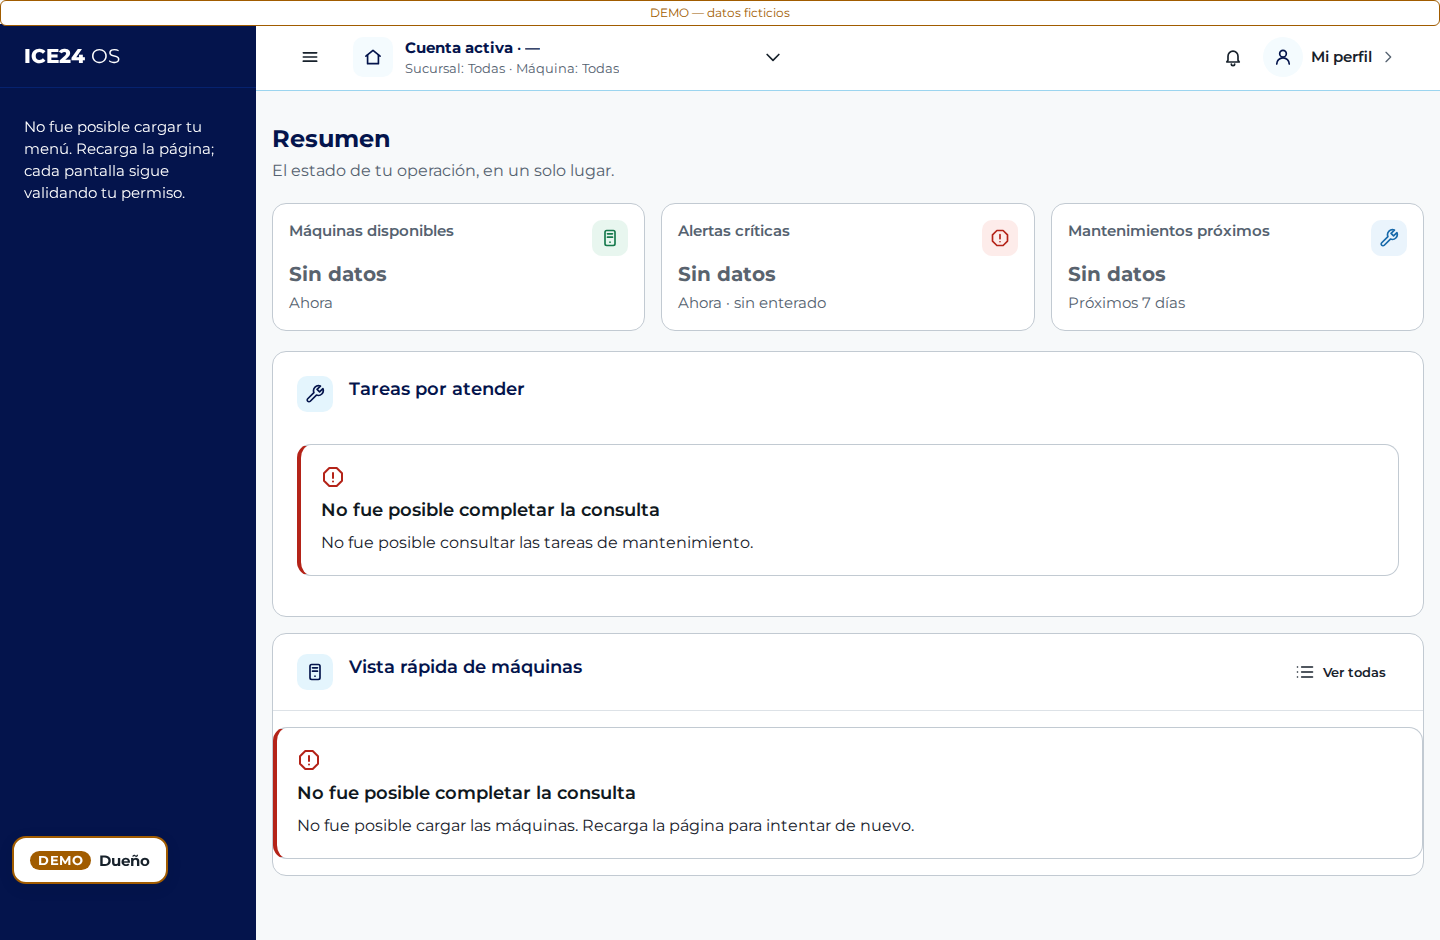 DEMO — datos ficticios
ICE24 OS
Cuenta activa · —
Sucursal: Todas · Máquina: Todas
Mi perfil
No fue posible cargar tu
menú. Recarga la página;
cada pantalla sigue
validando tu permiso.
Resumen
El estado de tu operación, en un solo lugar.
Máquinas disponibles
Sin datos
Ahora
Alertas críticas
Sin datos
Ahora · sin enterado
Mantenimientos próximos
Sin datos
Próximos 7 días
Tareas por atender
No fue posible completar la consulta
No fue posible consultar las tareas de mantenimiento.
Vista rápida de máquinas
Ver todas
No fue posible completar la consulta
No fue posible cargar las máquinas. Recarga la página para intentar de nuevo.
DEMO Dueño